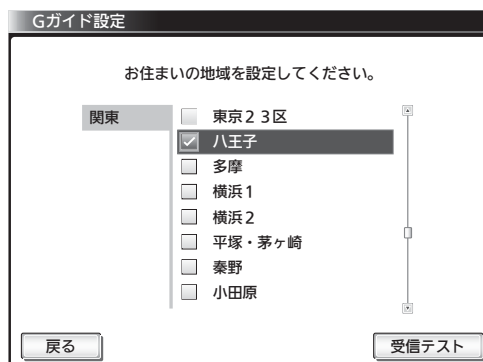 Gガイド設定
お住まいの地域を設定してください。
関東
東京23区
八王子
多摩
横浜1
横浜2
平塚・茅ヶ崎
秦野
小田原
戻る
受信テスト